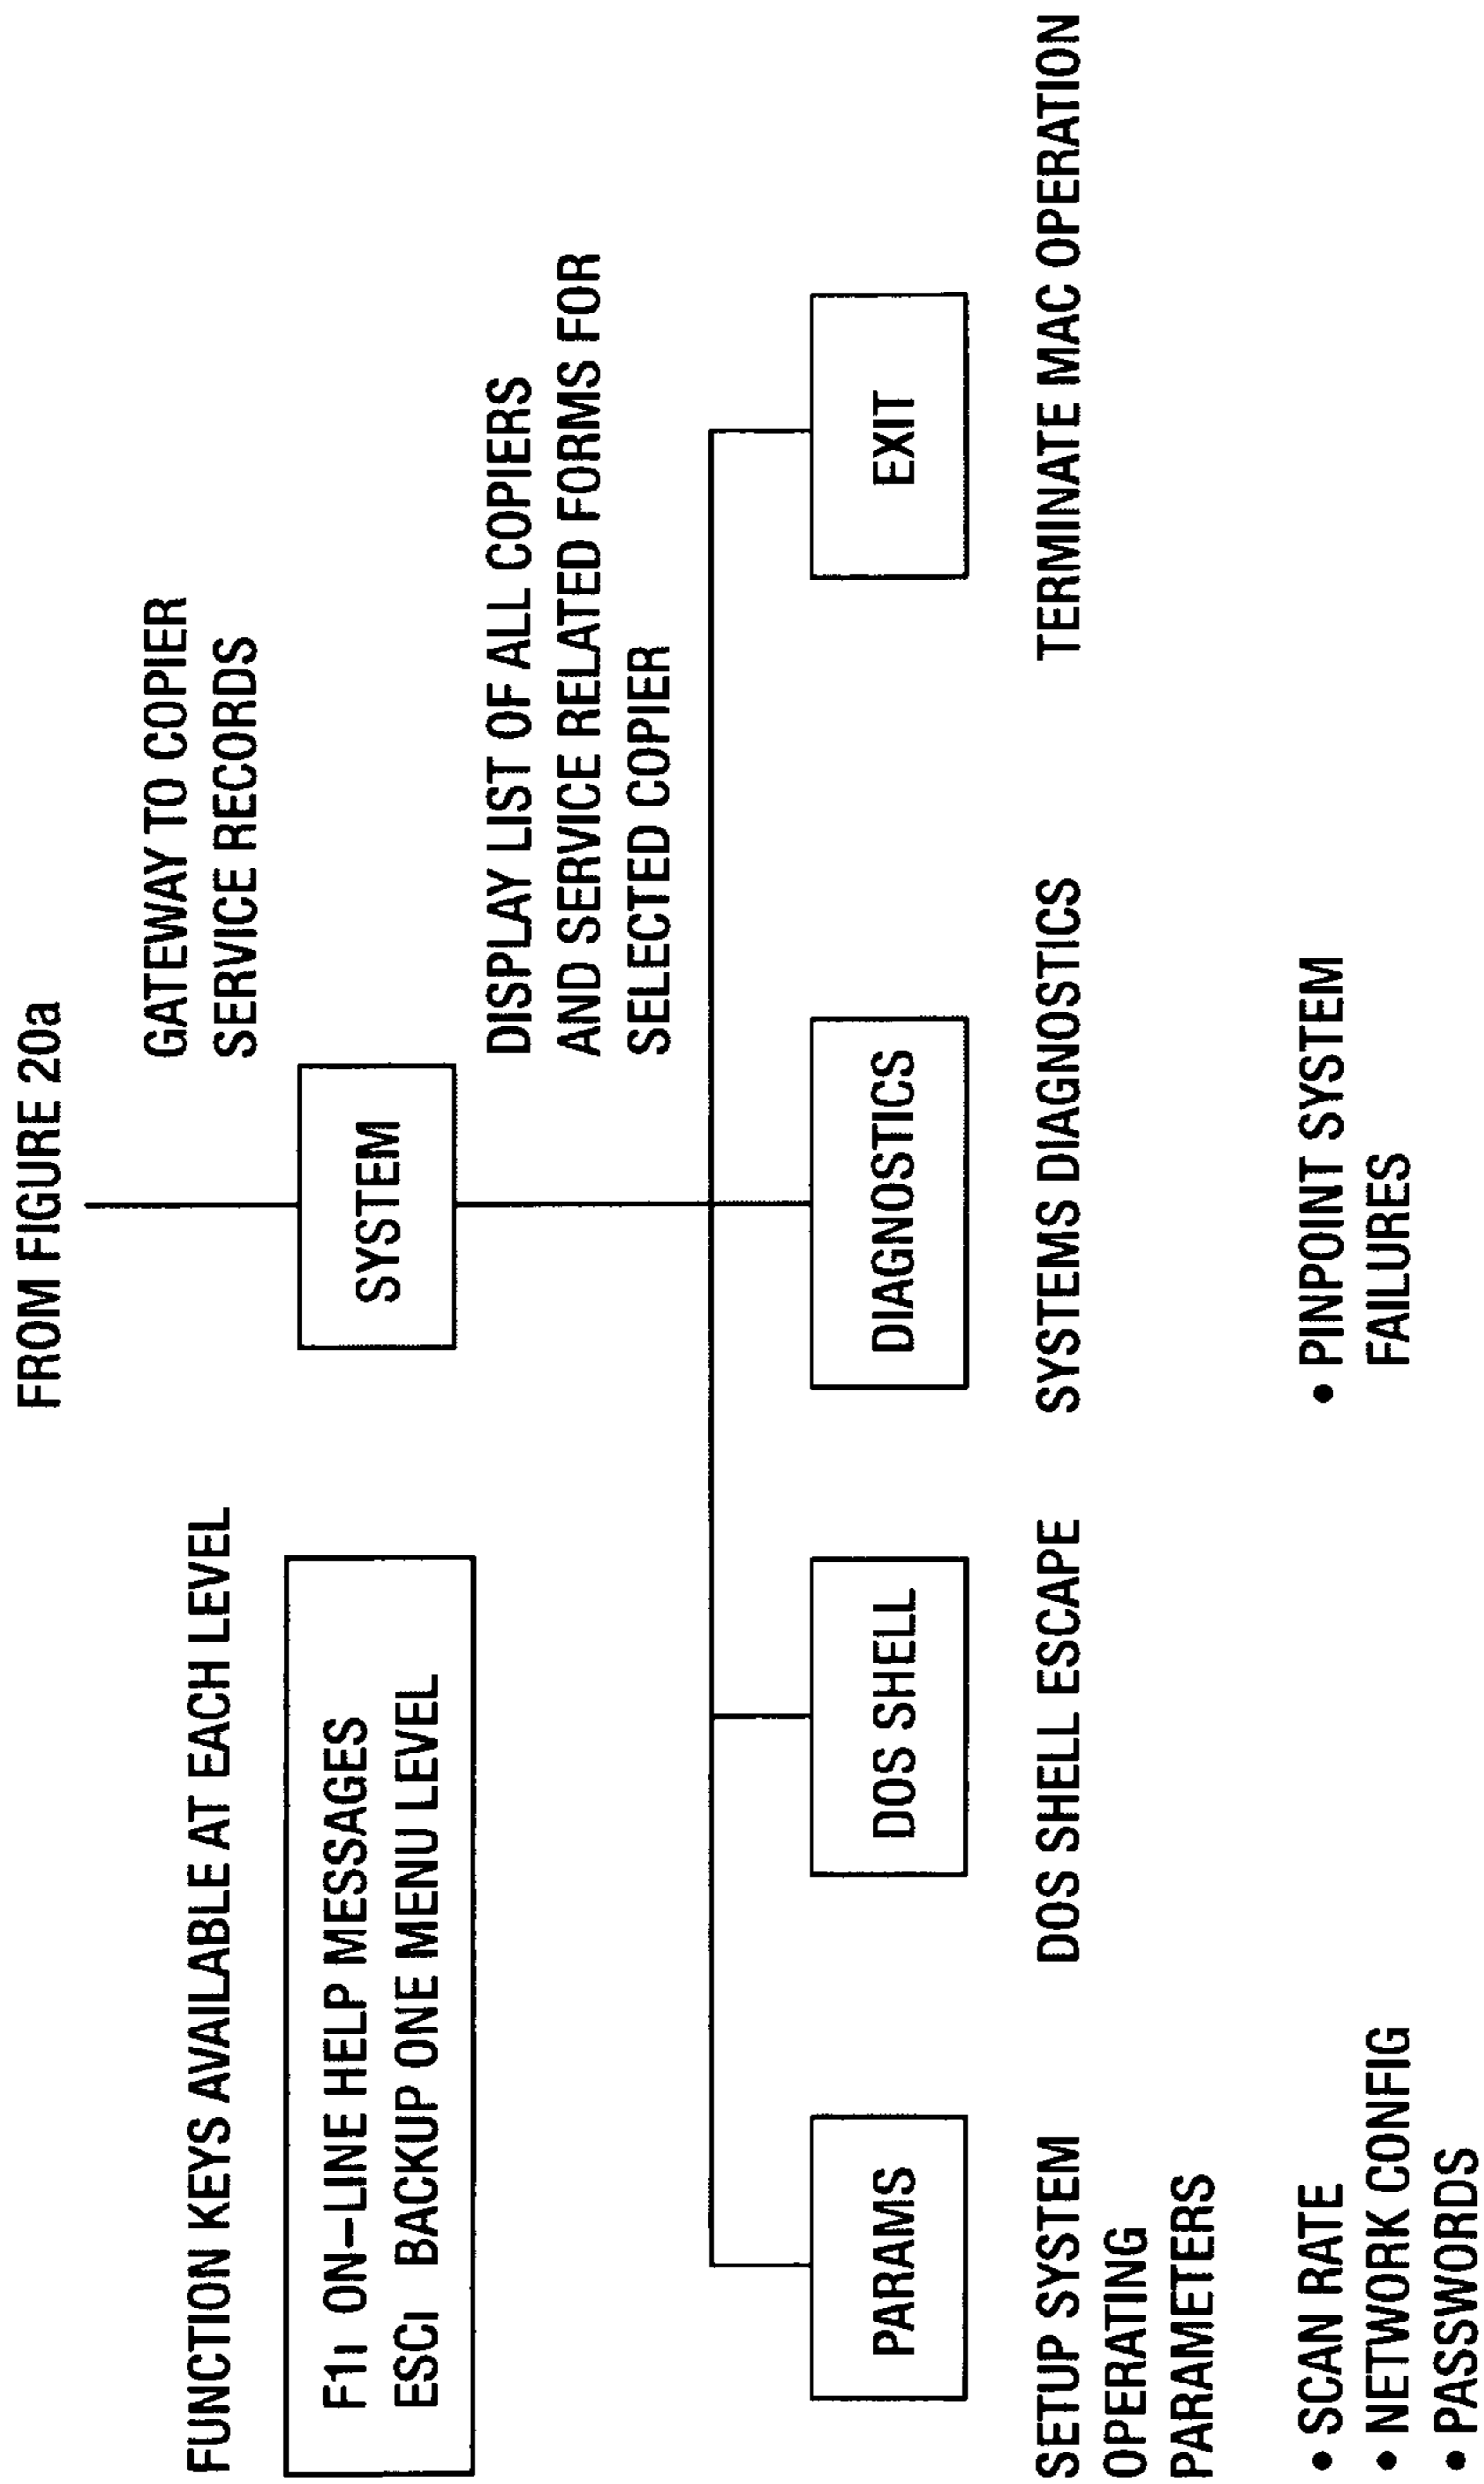 FROM FIGURE 20a
FUNCTION KEYS AVAILABLE AT EACH LEVEL
F1: ON-LINE HELP MESSAGES
ESC: BACKUP ONE MENU LEVEL
GATEWAY TO COPIER
SERVICE RECORDS
SYSTEM
DISPLAY LIST OF ALL COPIERS
AND SERVICE RELATED FORMS FOR
SELECTED COPIER
PARAMS
DOS SHELL
DIAGNOSTICS
EXIT
SETUP SYSTEM
OPERATING
PARAMETERS
DOS SHELL ESCAPE
SYSTEMS DIAGNOSTICS
TERMINATE MAC OPERATION
• SCAN RATE
• NETWORK CONFIG
• PASSWORDS
• PINPOINT SYSTEM
FAILURES